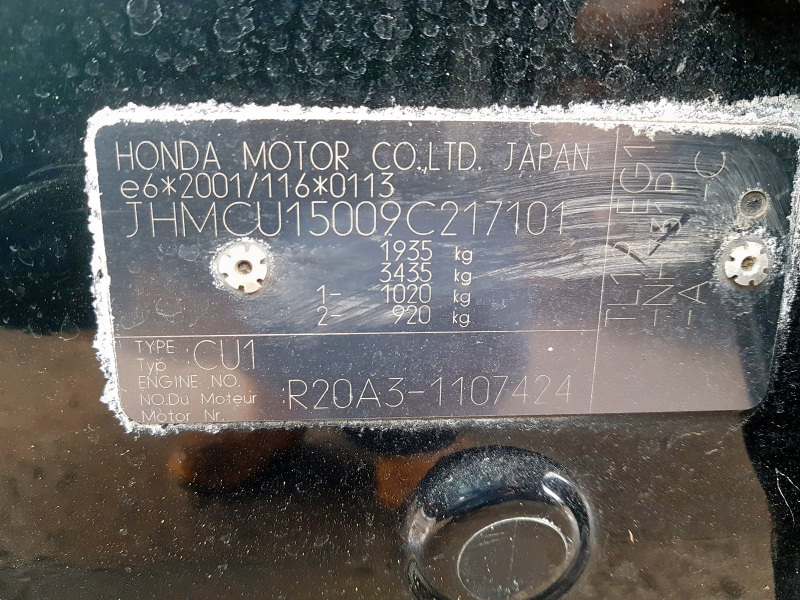 HONDA MOTOR CO.,LTD. JAPAN
e6*2001/116*0113
JHMCU15009C217101
1935 kg
3435 kg
1- 1020 kg
2- 920 kg
TYPE
Typ
CU1
ENGINE NO.
NO.Du Moteur
Motor Nr.
R20A3-1107424
-A -C